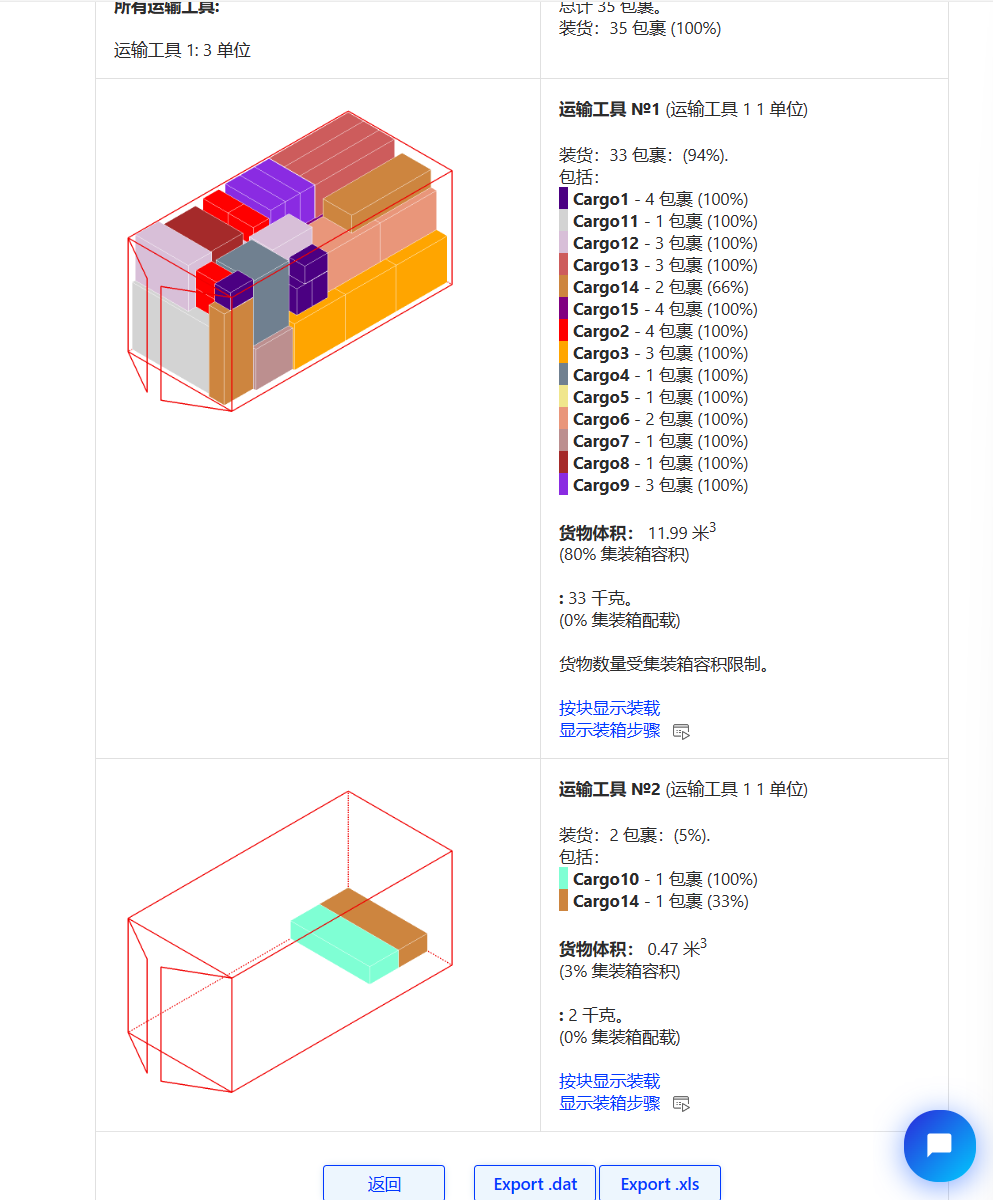 所有运输工具:
运输工具 1: 3 单位
总计 35 包裹。
装货：35 包裹 (100%)
运输工具 №1 (运输工具 1 1 单位)
装货：33 包裹：(94%).
包括：
Cargo1 - 4 包裹 (100%)
Cargo11 - 1 包裹 (100%)
Cargo12 - 3 包裹 (100%)
Cargo13 - 3 包裹 (100%)
Cargo14 - 2 包裹 (66%)
Cargo15 - 4 包裹 (100%)
Cargo2 - 4 包裹 (100%)
Cargo3 - 3 包裹 (100%)
Cargo4 - 1 包裹 (100%)
Cargo5 - 1 包裹 (100%)
Cargo6 - 2 包裹 (100%)
Cargo7 - 1 包裹 (100%)
Cargo8 - 1 包裹 (100%)
Cargo9 - 3 包裹 (100%)
货物体积： 11.99 米³
(80% 集装箱容积)
: 33 千克。
(0% 集装箱配载)
货物数量受集装箱容积限制。
按块显示装载
显示装箱步骤
运输工具 №2 (运输工具 1 1 单位)
装货：2 包裹：(5%).
包括：
Cargo10 - 1 包裹 (100%)
Cargo14 - 1 包裹 (33%)
货物体积： 0.47 米³
(3% 集装箱容积)
: 2 千克。
(0% 集装箱配载)
按块显示装载
显示装箱步骤
返回
Export .dat
Export .xls